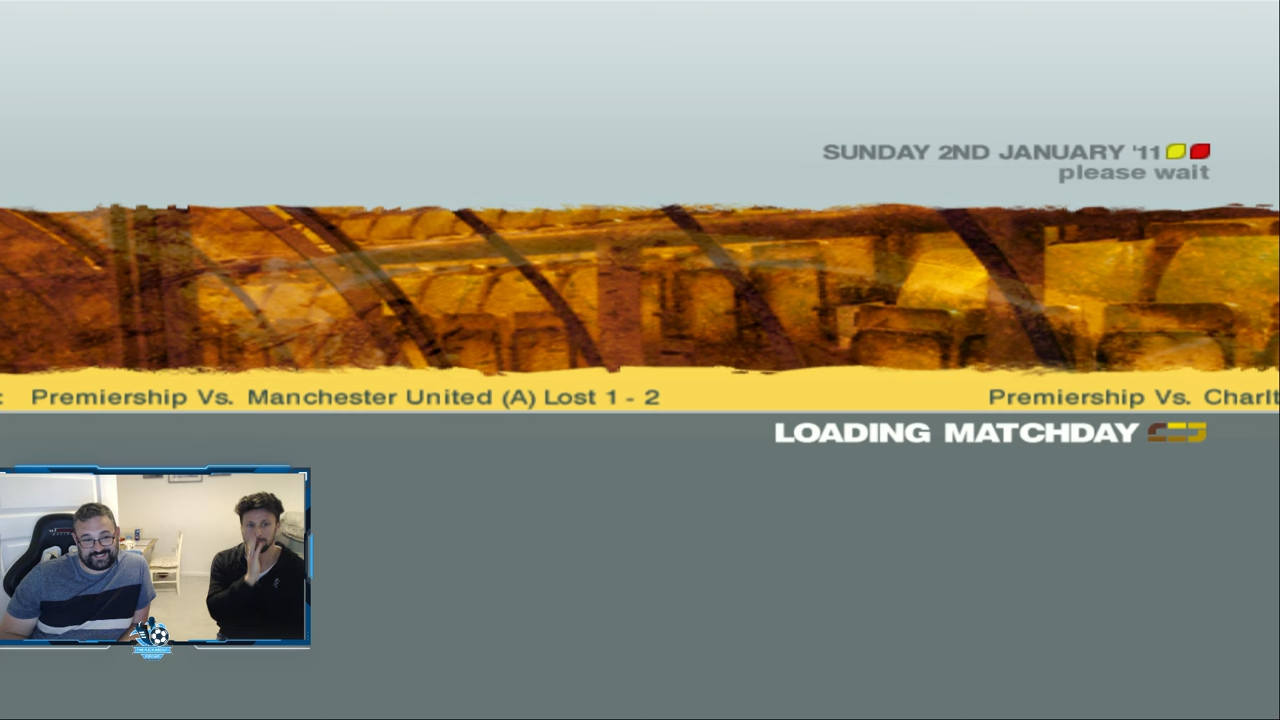 SUNDAY 2ND JANUARY '11
please wait
: Premiership Vs. Manchester United (A) Lost 1 - 2
Premiership Vs. Charlt
LOADING MATCHDAY